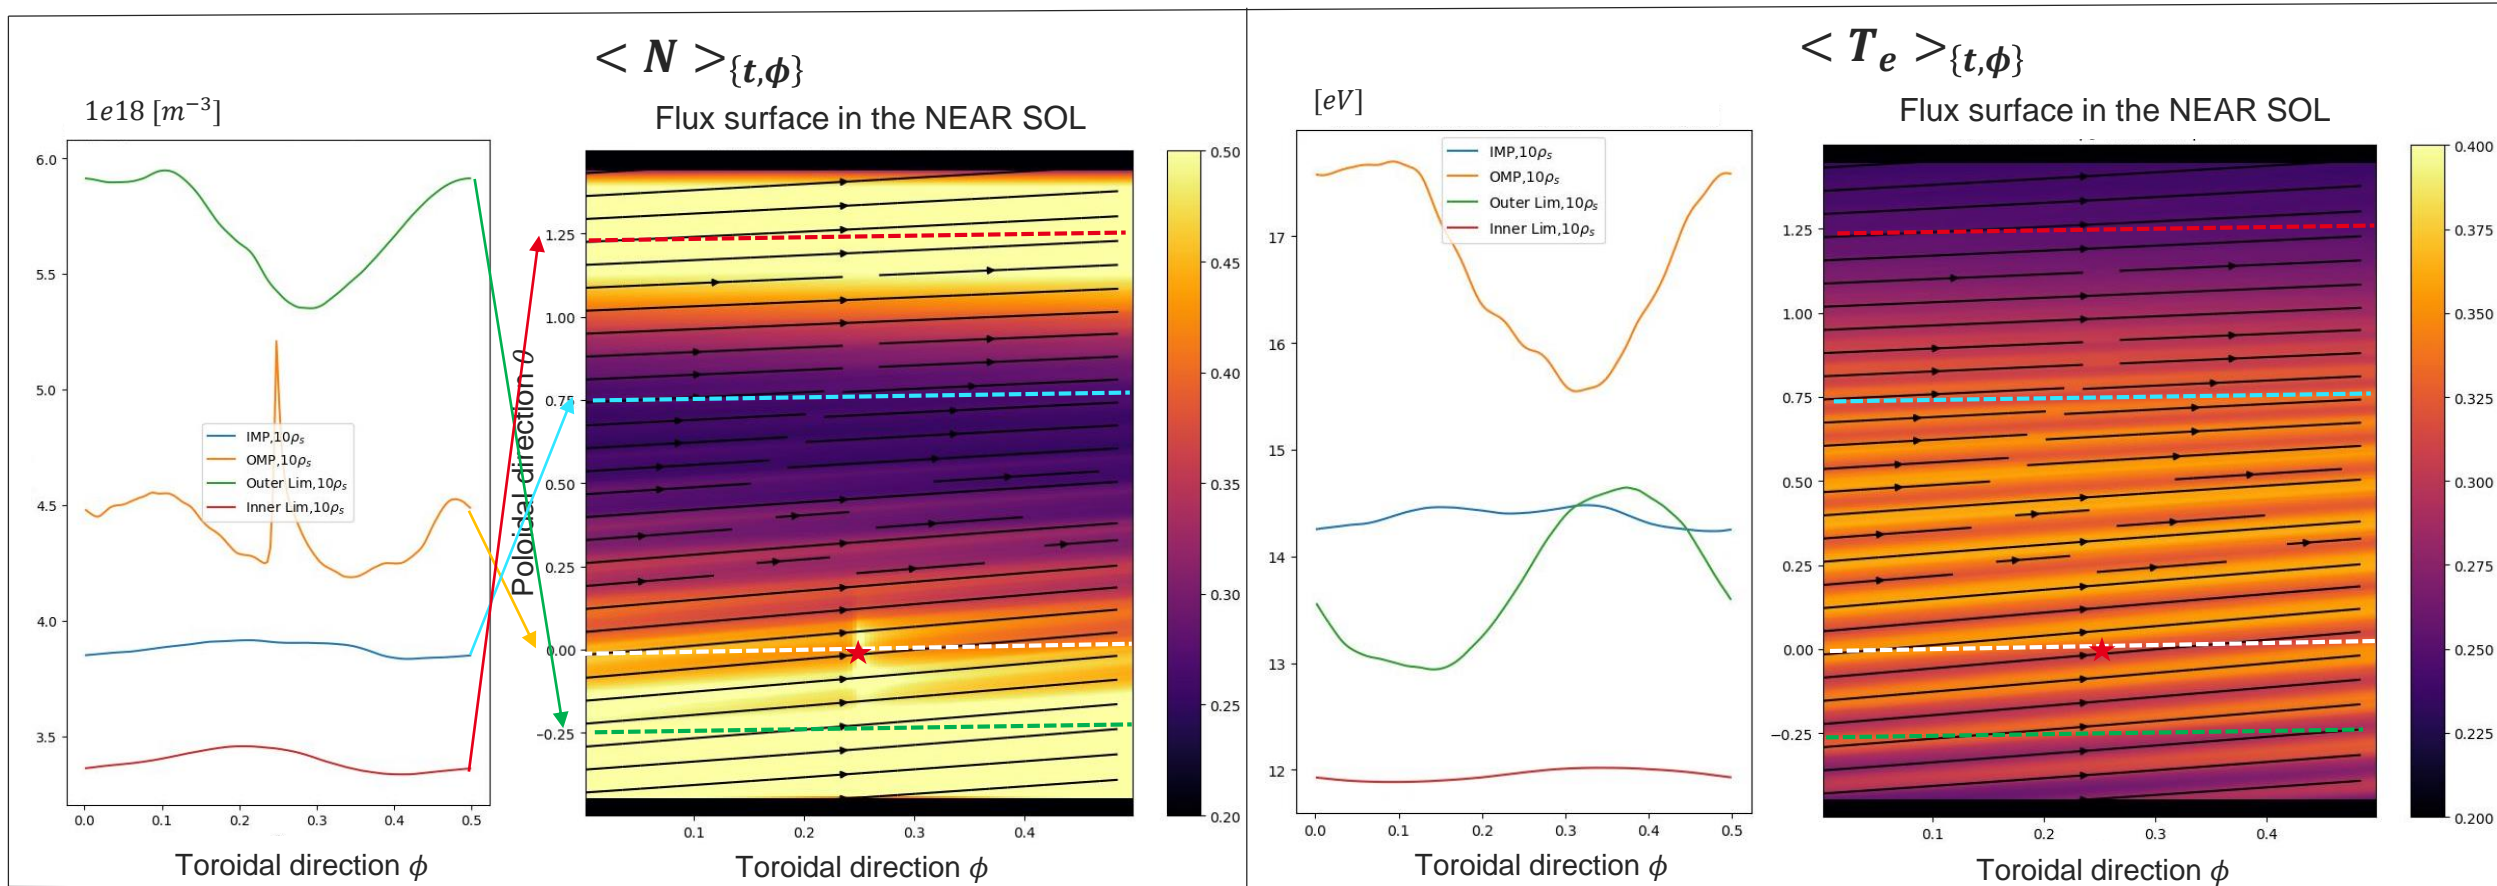 < N >{t,ϕ}
1e18 [m⁻³]
Flux surface in the NEAR SOL
6.0
5.5
5.0
4.5
4.0
3.5
IMP,10ρs
OMP,10ρs
Outer Lim,10ρs
Inner Lim,10ρs
0.0 0.1 0.2 0.3 0.4 0.5
Toroidal direction ϕ
Poloidal direction θ
1.25
1.00
0.75
0.50
0.25
0.00
−0.25
0.1 0.2 0.3 0.4
Toroidal direction ϕ
0.50
0.45
0.40
0.35
0.30
0.25
0.20
< Te >{t,ϕ}
[eV]
Flux surface in the NEAR SOL
17
16
15
14
13
12
IMP,10ρs
OMP,10ρs
Outer Lim,10ρs
Inner Lim,10ρs
0.0 0.1 0.2 0.3 0.4 0.5
Toroidal direction ϕ
1.25
1.00
0.75
0.50
0.25
0.00
−0.25
0.1 0.2 0.3 0.4
Toroidal direction ϕ
0.400
0.375
0.350
0.325
0.300
0.275
0.250
0.225
0.200